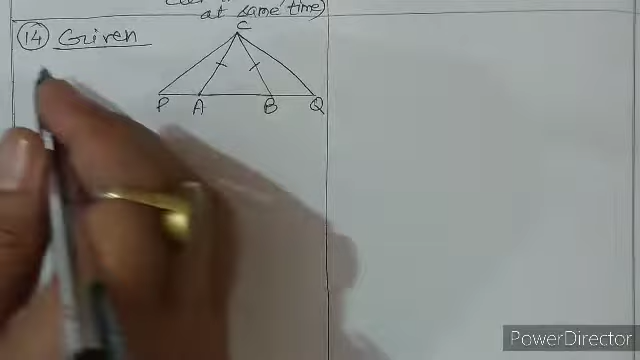 at same time)
14 Given
C
P A B Q
PowerDirector